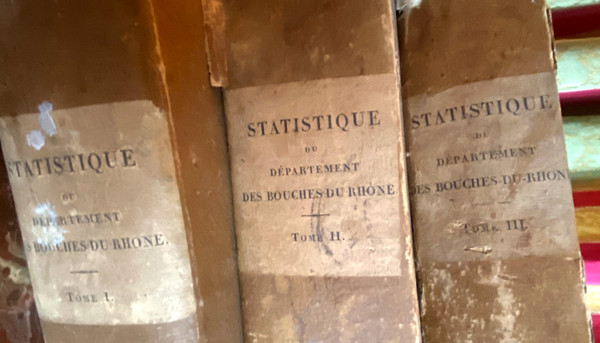 STATISTIQUE
DU
DÉPARTEMENT
BOUCHES-DU-RHONE.
TOME I.
STATISTIQUE
DU
DÉPARTEMENT
DES BOUCHES-DU-RHONE
TOME II.
STATISTIQUE
DU
DÉPARTEMENT
DES BOUCHES-DU-RHON
TOME III.